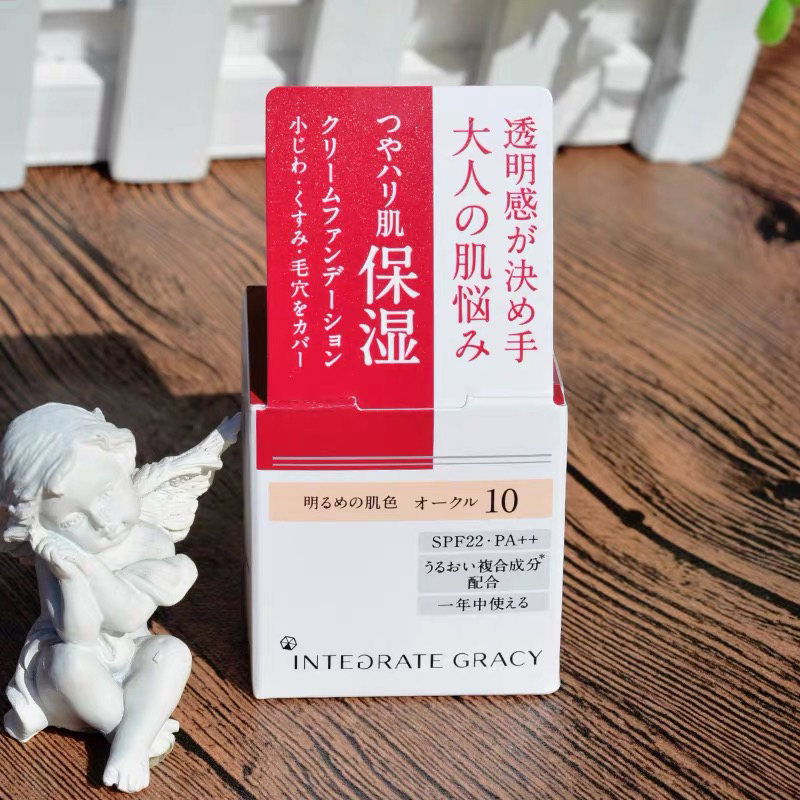 透明感が決め手
大人の肌悩み
つやハリ肌 保湿
クリームファンデーション
小じわ・くすみ・毛穴をカバー
明るめの肌色 オークル 10
SPF22・PA++
うるおい複合成分*
配合
一年中使える
INTEGRATE GRACY